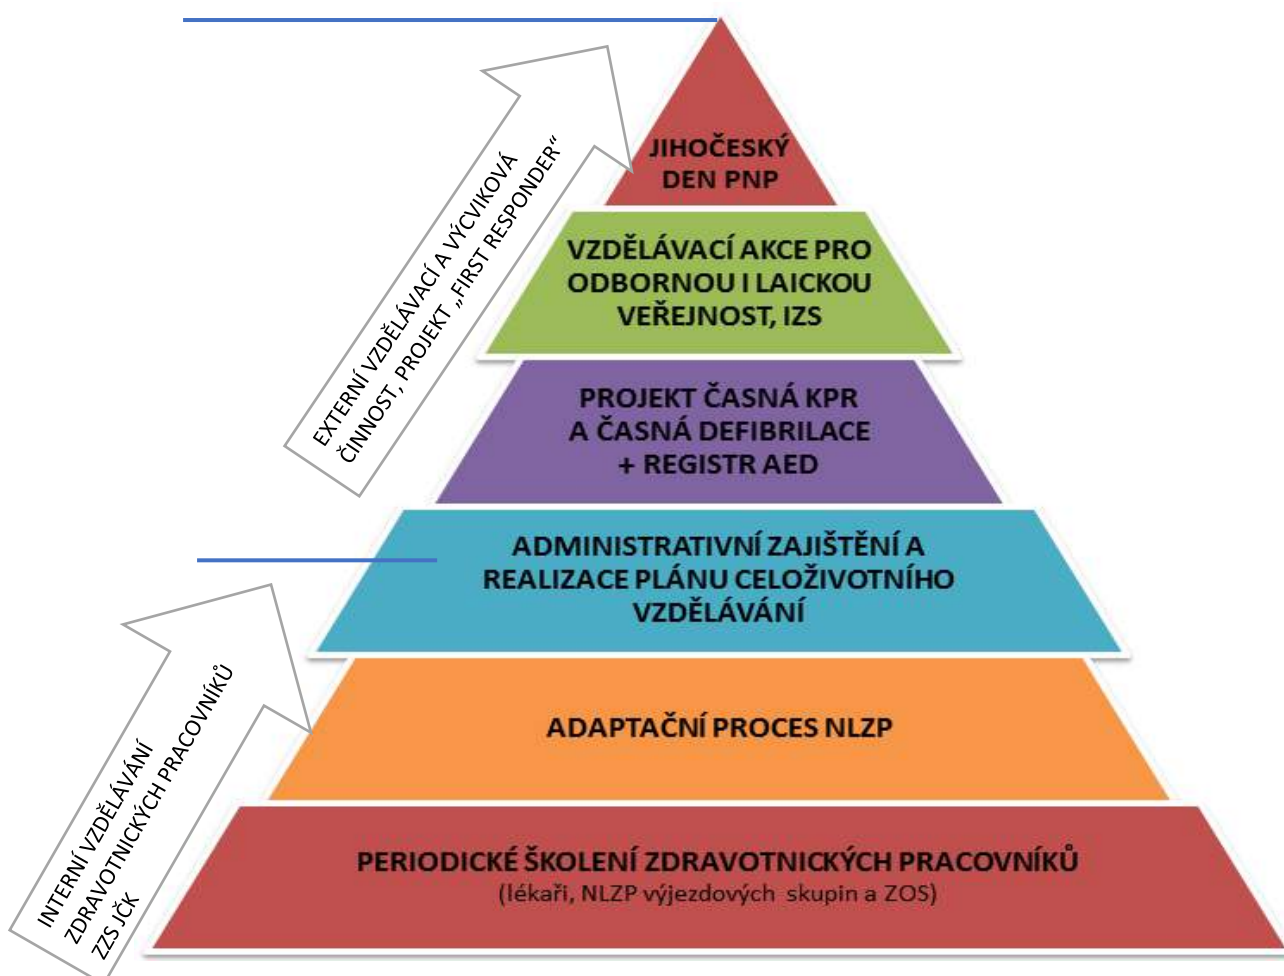 JIHOČESKÝ
DEN PNP
EXTERNÍ VZDĚLÁVACÍ A VÝCVIKOVÁ
ČINNOST, PROJEKT „FIRST RESPONDER“
VZDĚLÁVACÍ AKCE PRO
ODBORNOU I LAICKOU
VEŘEJNOST, IZS
PROJEKT ČASNÁ KPR
A ČASNÁ DEFIBRILACE
+ REGISTR AED
ADMINISTRATIVNÍ ZAJIŠTĚNÍ A
REALIZACE PLÁNU CELOŽIVOTNÍHO
VZDĚLÁVÁNÍ
INTERNÍ VZDĚLÁVÁNÍ
ZDRAVOTNICKÝCH PRACOVNÍKŮ
ZZS JČK
ADAPTAČNÍ PROCES NLZP
PERIODICKÉ ŠKOLENÍ ZDRAVOTNICKÝCH PRACOVNÍKŮ
(lékaři, NLZP výjezdových skupin a ZOS)